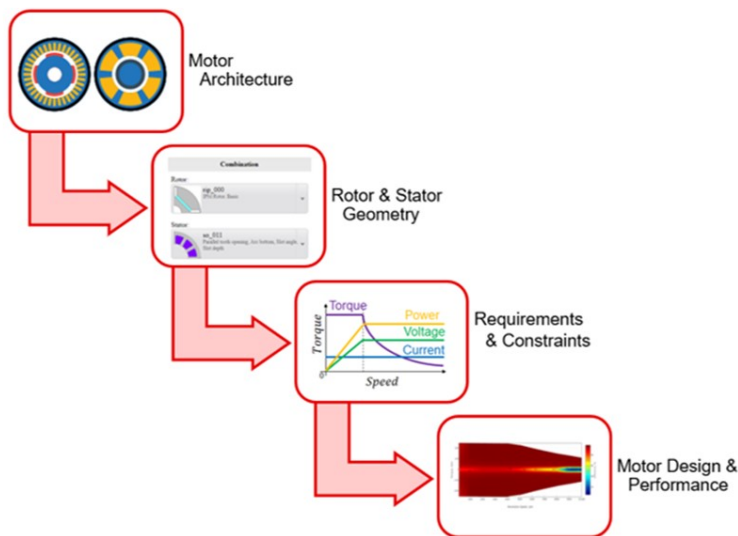 Motor
Architecture
Combination
Rotor:
Stator:
Rotor & Stator
Geometry
Torque
Power
Voltage
Current
Torque
0
Speed
Requirements
& Constraints
Motor Design &
Performance